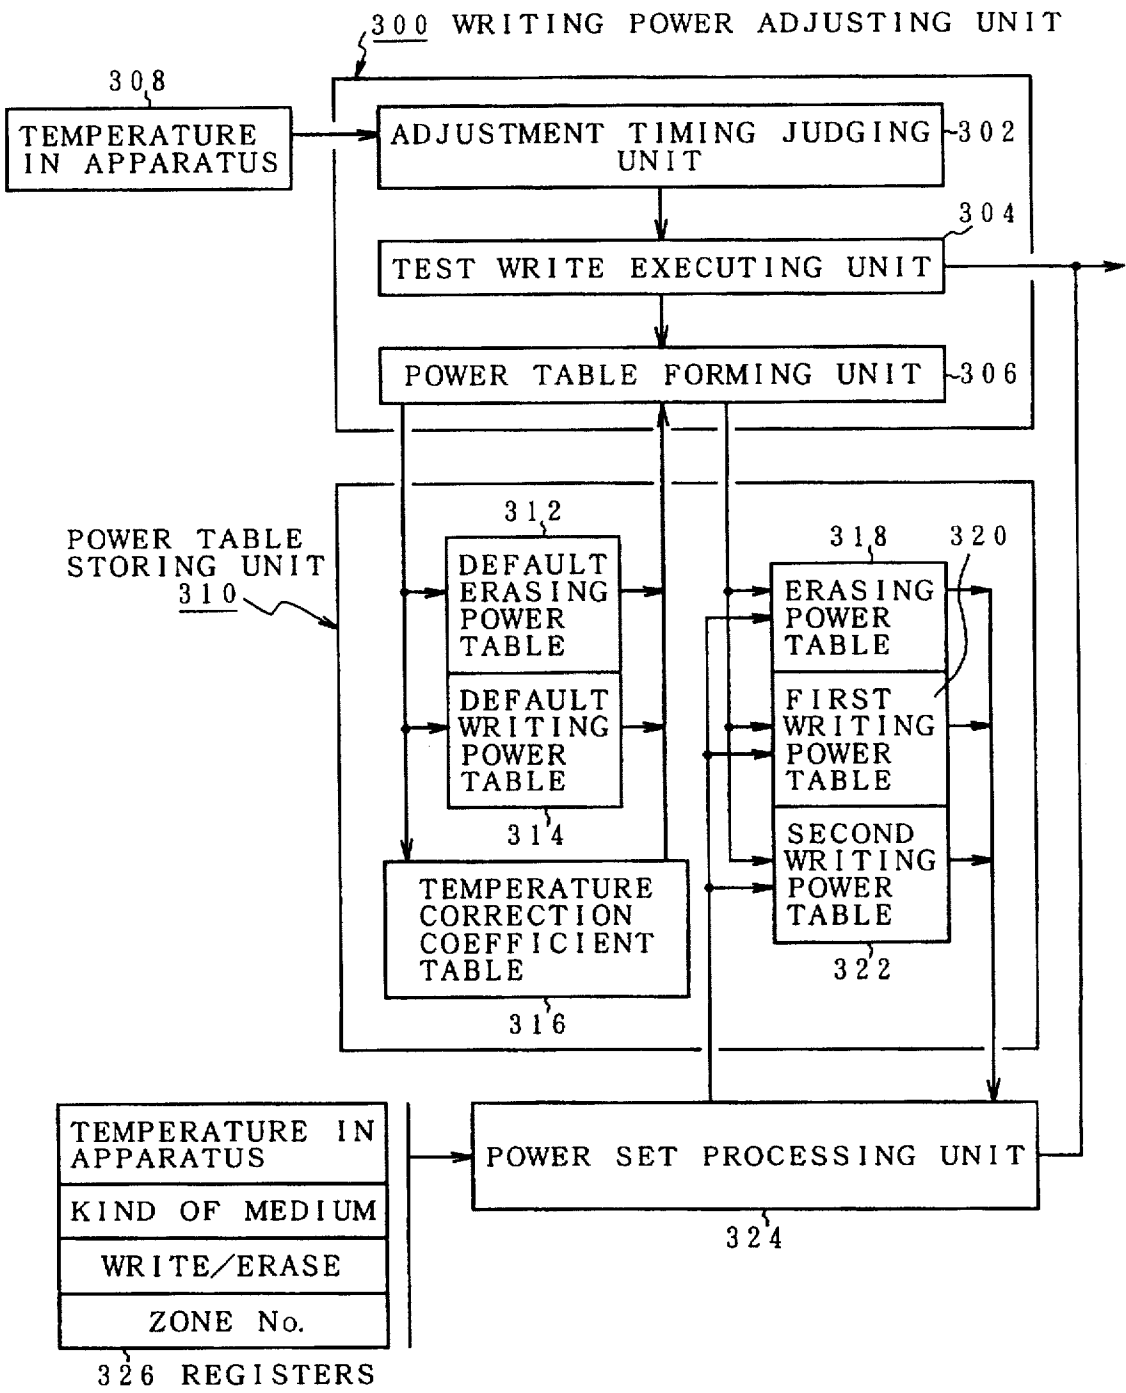 300 WRITING POWER ADJUSTING UNIT
308
TEMPERATURE
IN APPARATUS
ADJUSTMENT TIMING JUDGING
UNIT
302
304
TEST WRITE EXECUTING UNIT
POWER TABLE FORMING UNIT
306
POWER TABLE
STORING UNIT
310
312
DEFAULT
ERASING
POWER
TABLE
DEFAULT
WRITING
POWER
TABLE
314
TEMPERATURE
CORRECTION
COEFFICIENT
TABLE
316
318
320
ERASING
POWER
TABLE
FIRST
WRITING
POWER
TABLE
SECOND
WRITING
POWER
TABLE
322
TEMPERATURE IN
APPARATUS
KIND OF MEDIUM
WRITE/ERASE
ZONE No.
326 REGISTERS
POWER SET PROCESSING UNIT
324